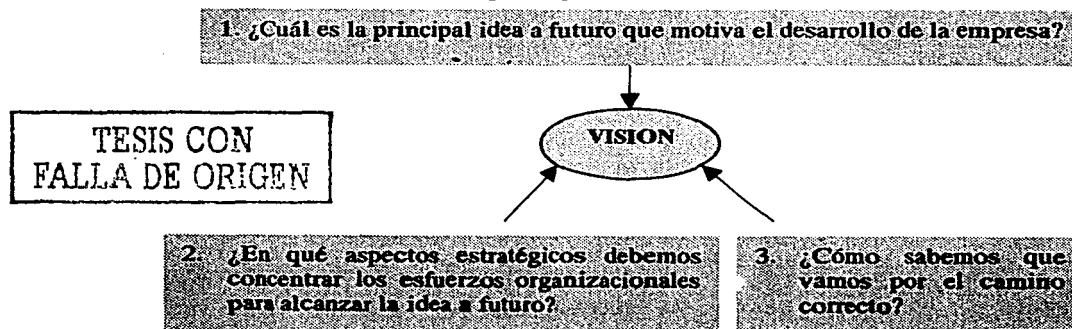 1. ¿Cuál es la principal idea a futuro que motiva el desarrollo de la empresa?
TESIS CON
FALLA DE ORIGEN
VISION
2. ¿En qué aspectos estratégicos debemos
concentrar los esfuerzos organizacionales
para alcanzar la idea a futuro?
3. ¿Cómo sabemos que
vamos por el camino
correcto?